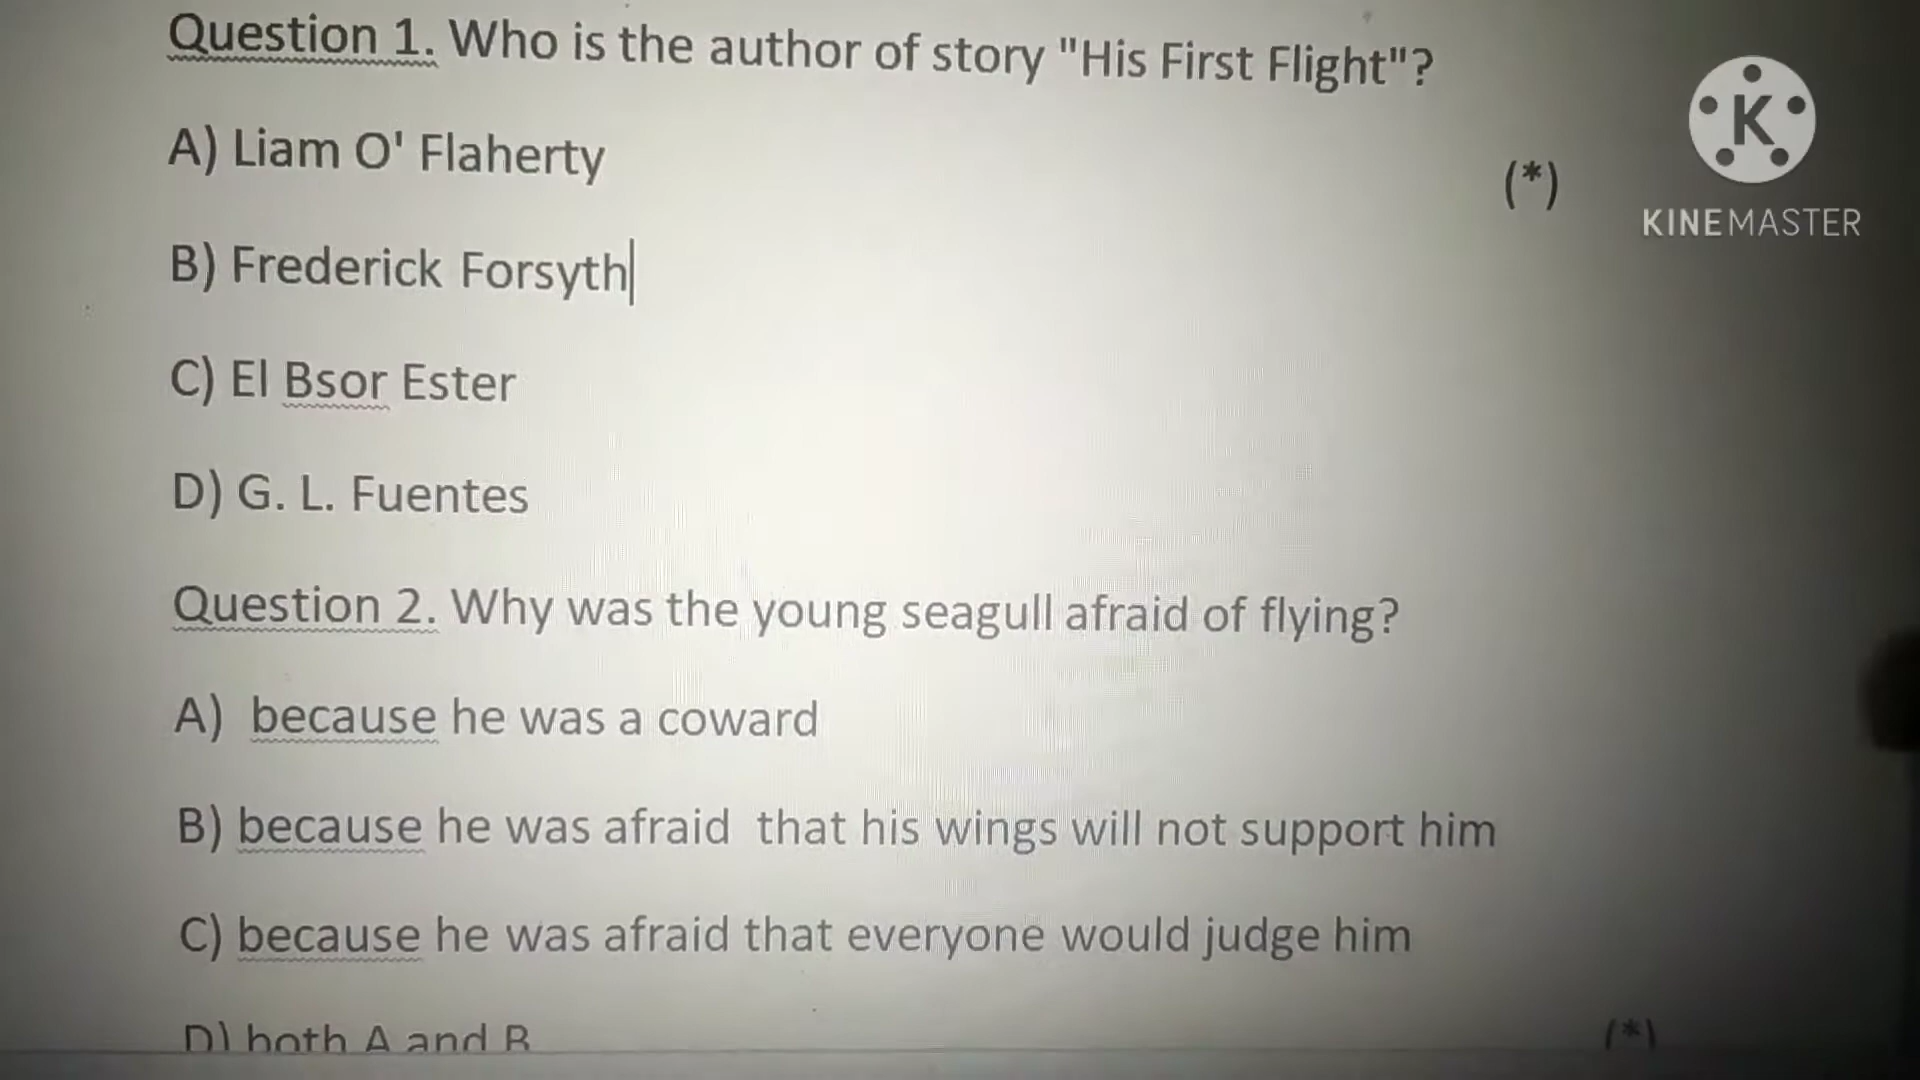 Question 1. Who is the author of story "His First Flight"?
A) Liam O' Flaherty (*)
B) Frederick Forsyth
C) El Bsor Ester
D) G. L. Fuentes
Question 2. Why was the young seagull afraid of flying?
A) because he was a coward
B) because he was afraid that his wings will not support him
C) because he was afraid that everyone would judge him
D) both A and B (*)
KINEMASTER